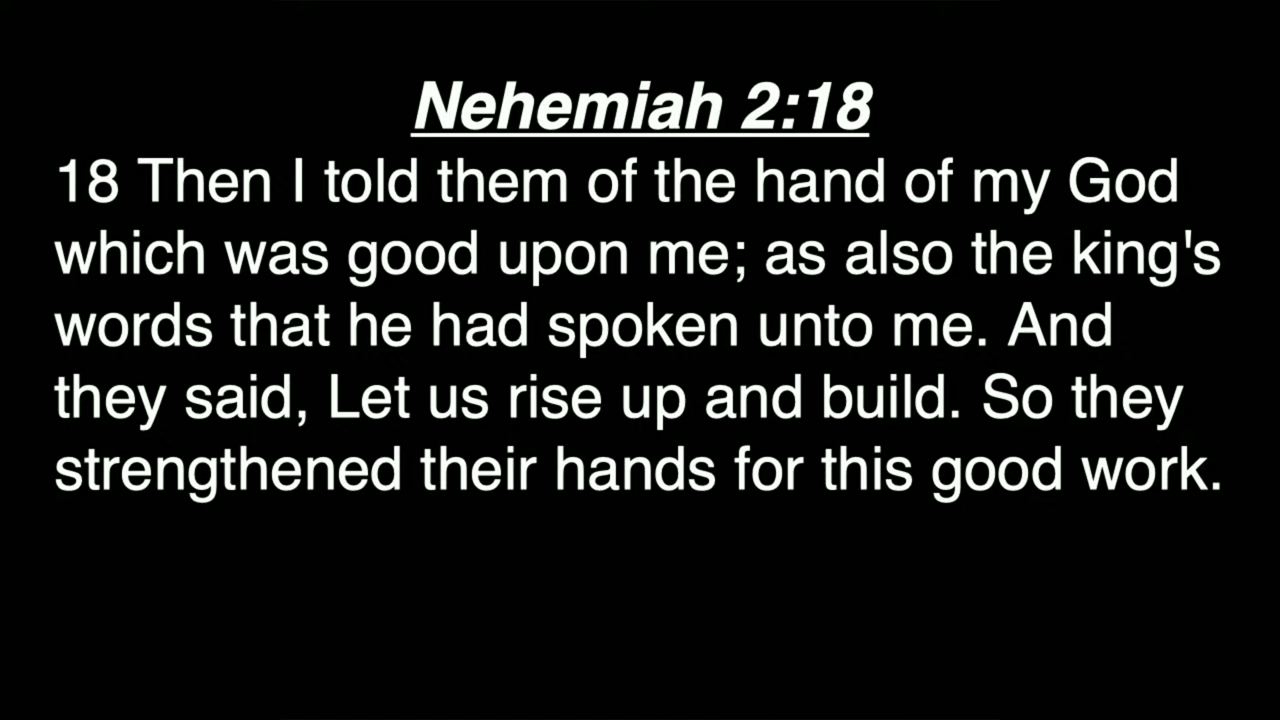 Nehemiah 2:18
18 Then I told them of the hand of my God
which was good upon me; as also the king's
words that he had spoken unto me. And
they said, Let us rise up and build. So they
strengthened their hands for this good work.